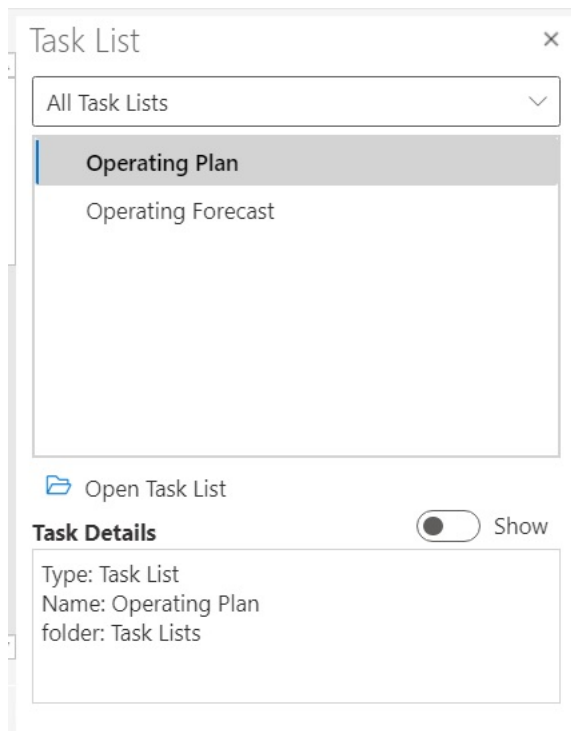 Task List
All Task Lists
Operating Plan
Operating Forecast
Open Task List
Task Details
Show
Type: Task List
Name: Operating Plan
folder: Task Lists